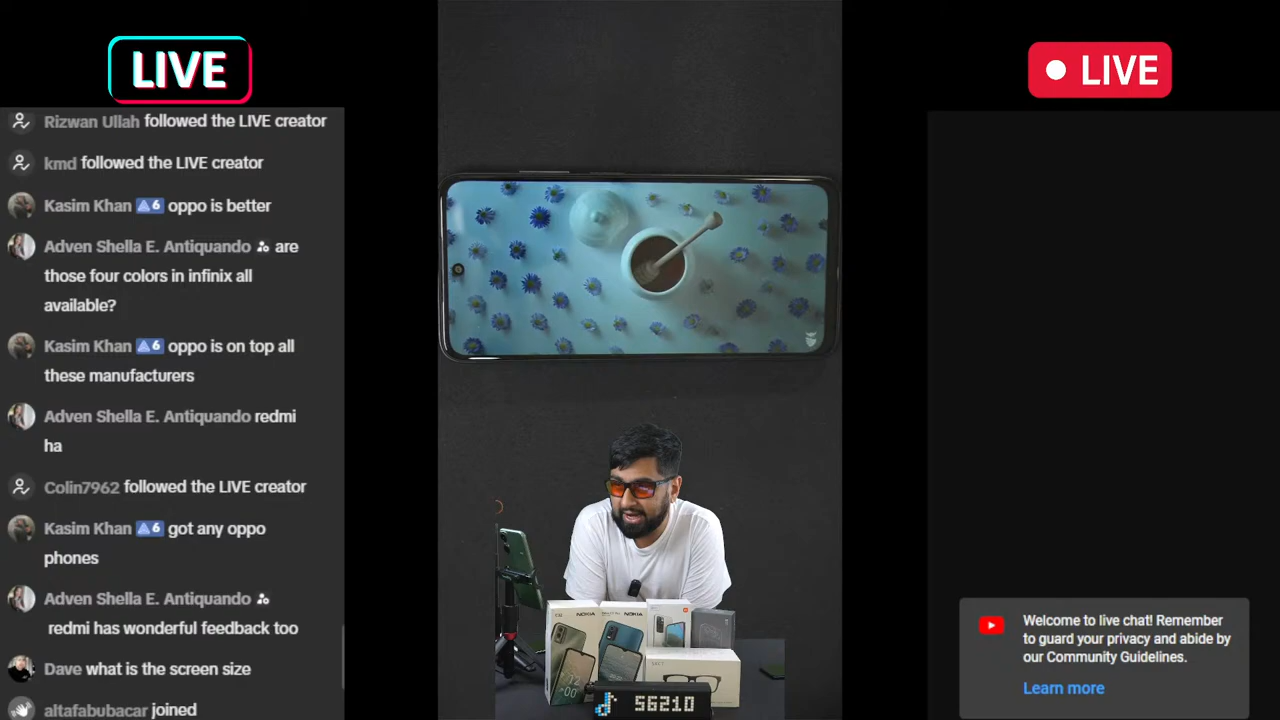 LIVE
Rizwan Ullah followed the LIVE creator
kmd followed the LIVE creator
Kasim Khan 6 oppo is better
Adven Shella E. Antiquando are
those four colors in infinix all
available?
Kasim Khan 6 oppo is on top all
these manufacturers
Adven Shella E. Antiquando redmi
ha
Colin7962 followed the LIVE creator
Kasim Khan 6 got any oppo
phones
Adven Shella E. Antiquando
redmi has wonderful feedback too
Dave what is the screen size
altafabubacar joined
NOKIA
NOKIA
56210
LIVE
Welcome to live chat! Remember
to guard your privacy and abide by
our Community Guidelines.
Learn more